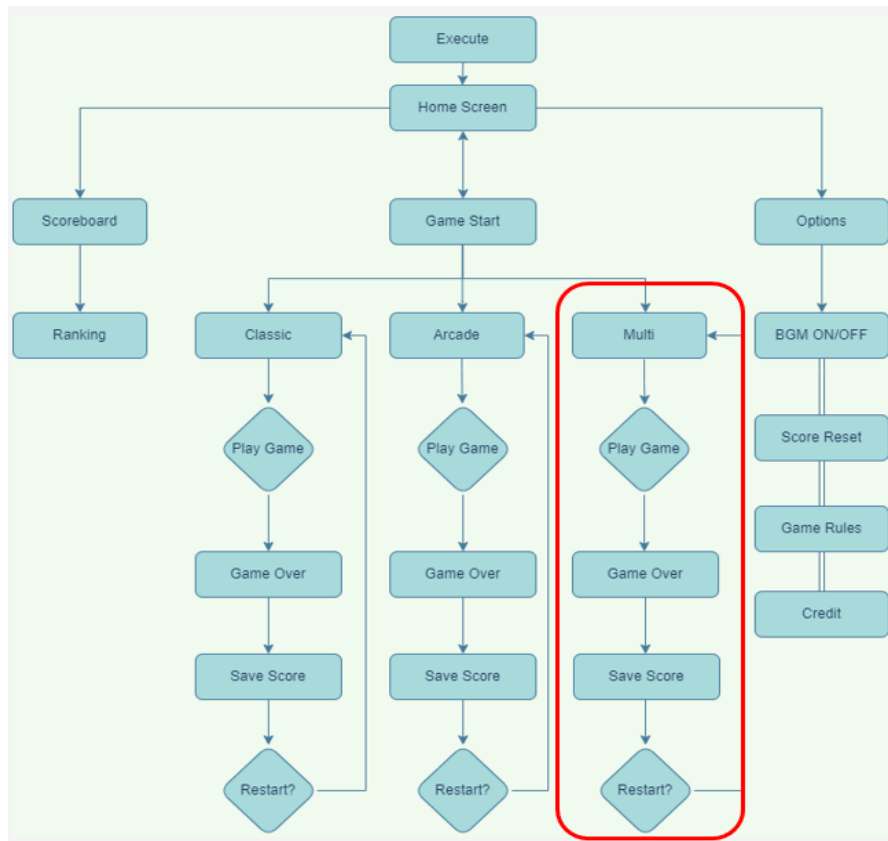 Execute
Home Screen
Scoreboard
Game Start
Options
Ranking
Classic
Arcade
Multi
BGM ON/OFF
Play Game
Play Game
Play Game
Score Reset
Game Rules
Game Over
Game Over
Game Over
Credit
Save Score
Save Score
Save Score
Restart?
Restart?
Restart?